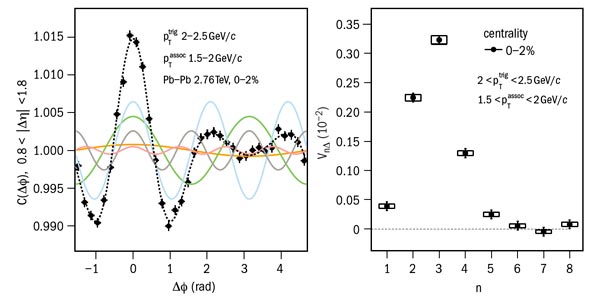 p_T^trig 2–2.5 GeV/c
p_T^assoc 1.5–2 GeV/c
Pb–Pb 2.76 TeV, 0–2%
C(Δϕ), 0.8 < |Δη| < 1.8
1.015
1.010
1.005
1.000
0.995
0.990
–1 0 1 2 3 4
Δϕ (rad)
centrality
0–2%
2 < p_T^trig < 2.5 GeV/c
1.5 < p_T^assoc < 2 GeV/c
V_nΔ (10^-2)
0.35
0.30
0.25
0.20
0.15
0.10
0.05
0
1 2 3 4 5 6 7 8
n